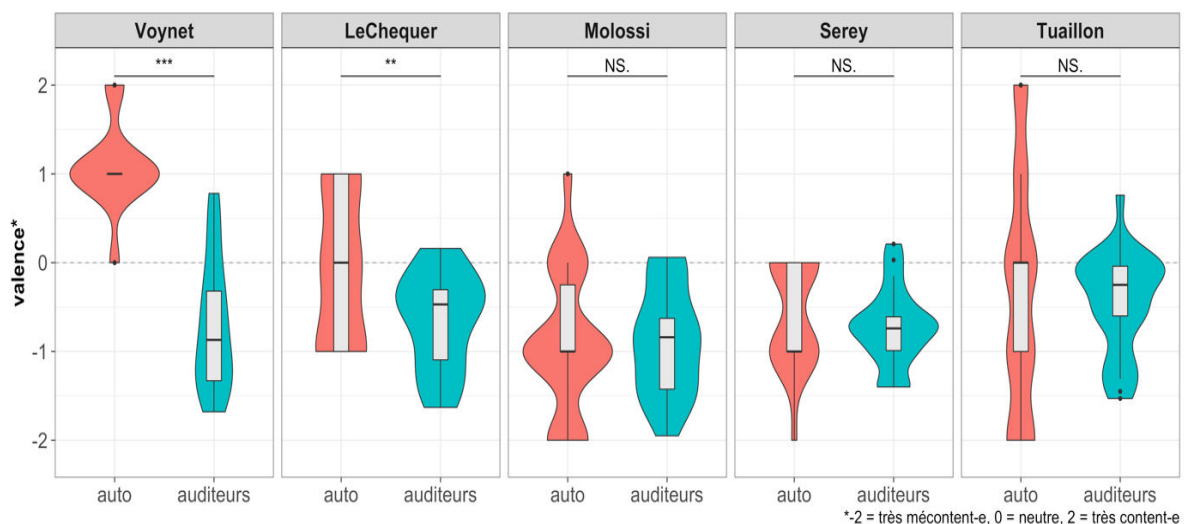 Voynet LeChequer Molossi Serey Tuaillon
*** ** NS. NS. NS.
2
1
0
-1
-2
valence*
auto auditeurs auto auditeurs auto auditeurs auto auditeurs auto auditeurs
*-2 = très mécontent-e, 0 = neutre, 2 = très content-e